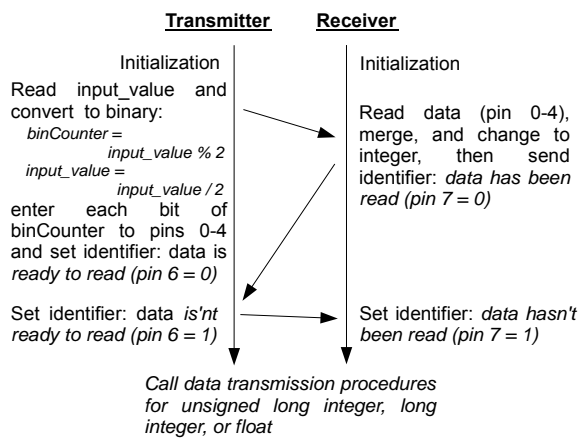 Transmitter Receiver
Initialization
Read input_value and
convert to binary:
binCounter =
input_value % 2
input_value =
input_value / 2
enter each bit of
binCounter to pins 0-4
and set identifier: data is
ready to read (pin 6 = 0)
Set identifier: data is'nt
ready to read (pin 6 = 1)
Initialization
Read data (pin 0-4),
merge, and change to
integer, then send
identifier: data has been
read (pin 7 = 0)
Set identifier: data hasn't
been read (pin 7 = 1)
Call data transmission procedures
for unsigned long integer, long
integer, or float